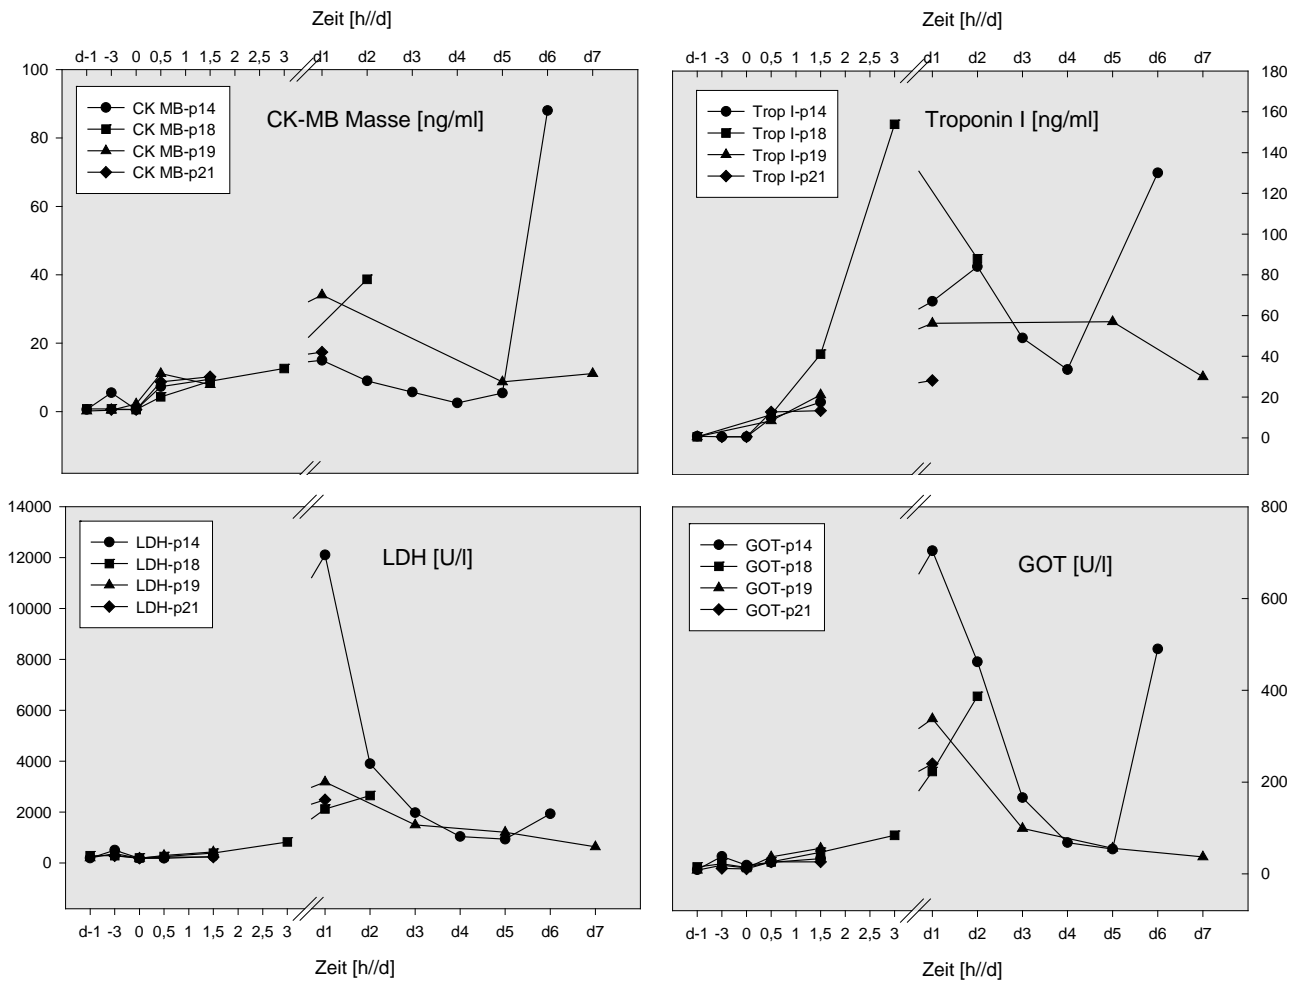 Zeit [h//d]
Zeit [h//d]
d-1 -3 0 0,5 1 1,5 2 2,5 3 d1 d2 d3 d4 d5 d6 d7
d-1 -3 0 0,5 1 1,5 2 2,5 3 d1 d2 d3 d4 d5 d6 d7
CK-MB Masse [ng/ml]
CK MB-p14
CK MB-p18
CK MB-p19
CK MB-p21
100
80
60
40
20
0
Troponin I [ng/ml]
Trop I-p14
Trop I-p18
Trop I-p19
Trop I-p21
180
160
140
120
100
80
60
40
20
0
LDH [U/l]
LDH-p14
LDH-p18
LDH-p19
LDH-p21
14000
12000
10000
8000
6000
4000
2000
0
GOT [U/l]
GOT-p14
GOT-p18
GOT-p19
GOT-p21
800
600
400
200
0
d-1 -3 0 0,5 1 1,5 2 2,5 3 d1 d2 d3 d4 d5 d6 d7
d-1 -3 0 0,5 1 1,5 2 2,5 3 d1 d2 d3 d4 d5 d6 d7
Zeit [h//d]
Zeit [h//d]